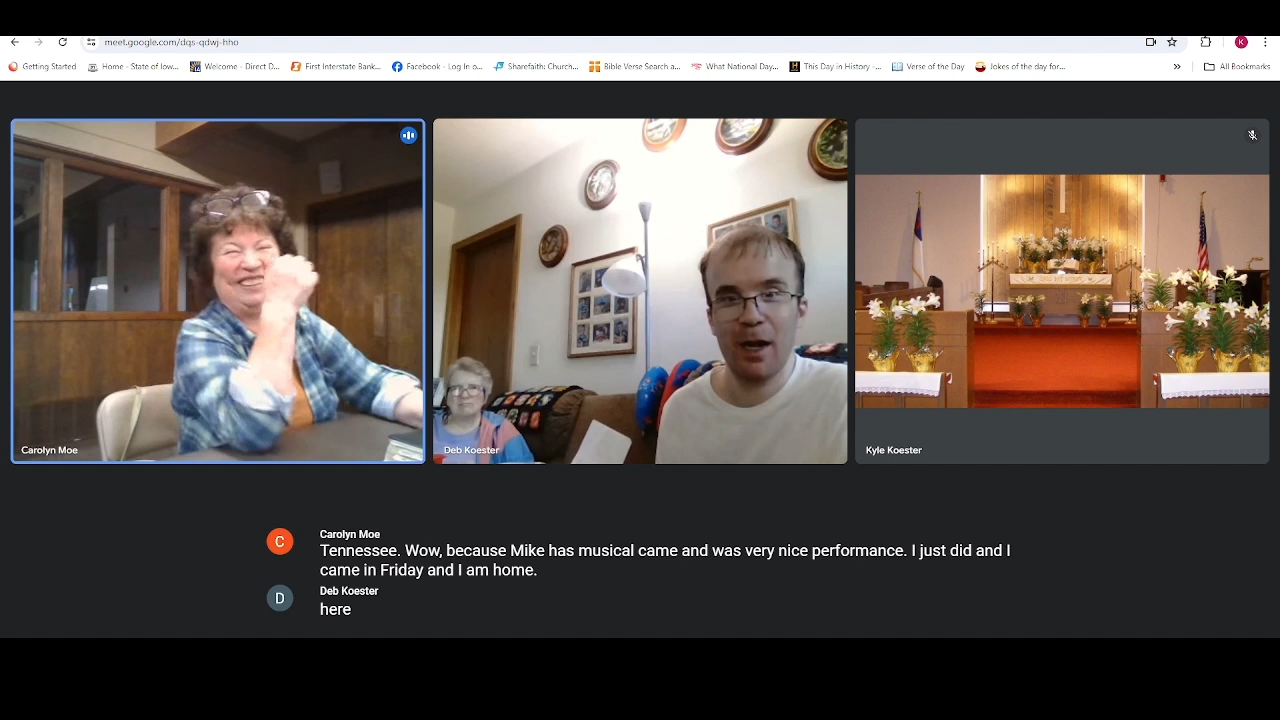 meet.google.com/dqs-qdwj-hho
K
Getting Started
Home - State of Iow...
Welcome - Direct D...
First Interstate Bank...
Facebook - Log In o...
Sharefaith: Church...
Bible Verse Search a...
What National Day...
This Day in History -...
Verse of the Day
Jokes of the day for...
»
All Bookmarks
Carolyn Moe
Deb Koester
Kyle Koester
C
Carolyn Moe
Tennessee. Wow, because Mike has musical came and was very nice performance. I just did and I
came in Friday and I am home.
D
Deb Koester
here